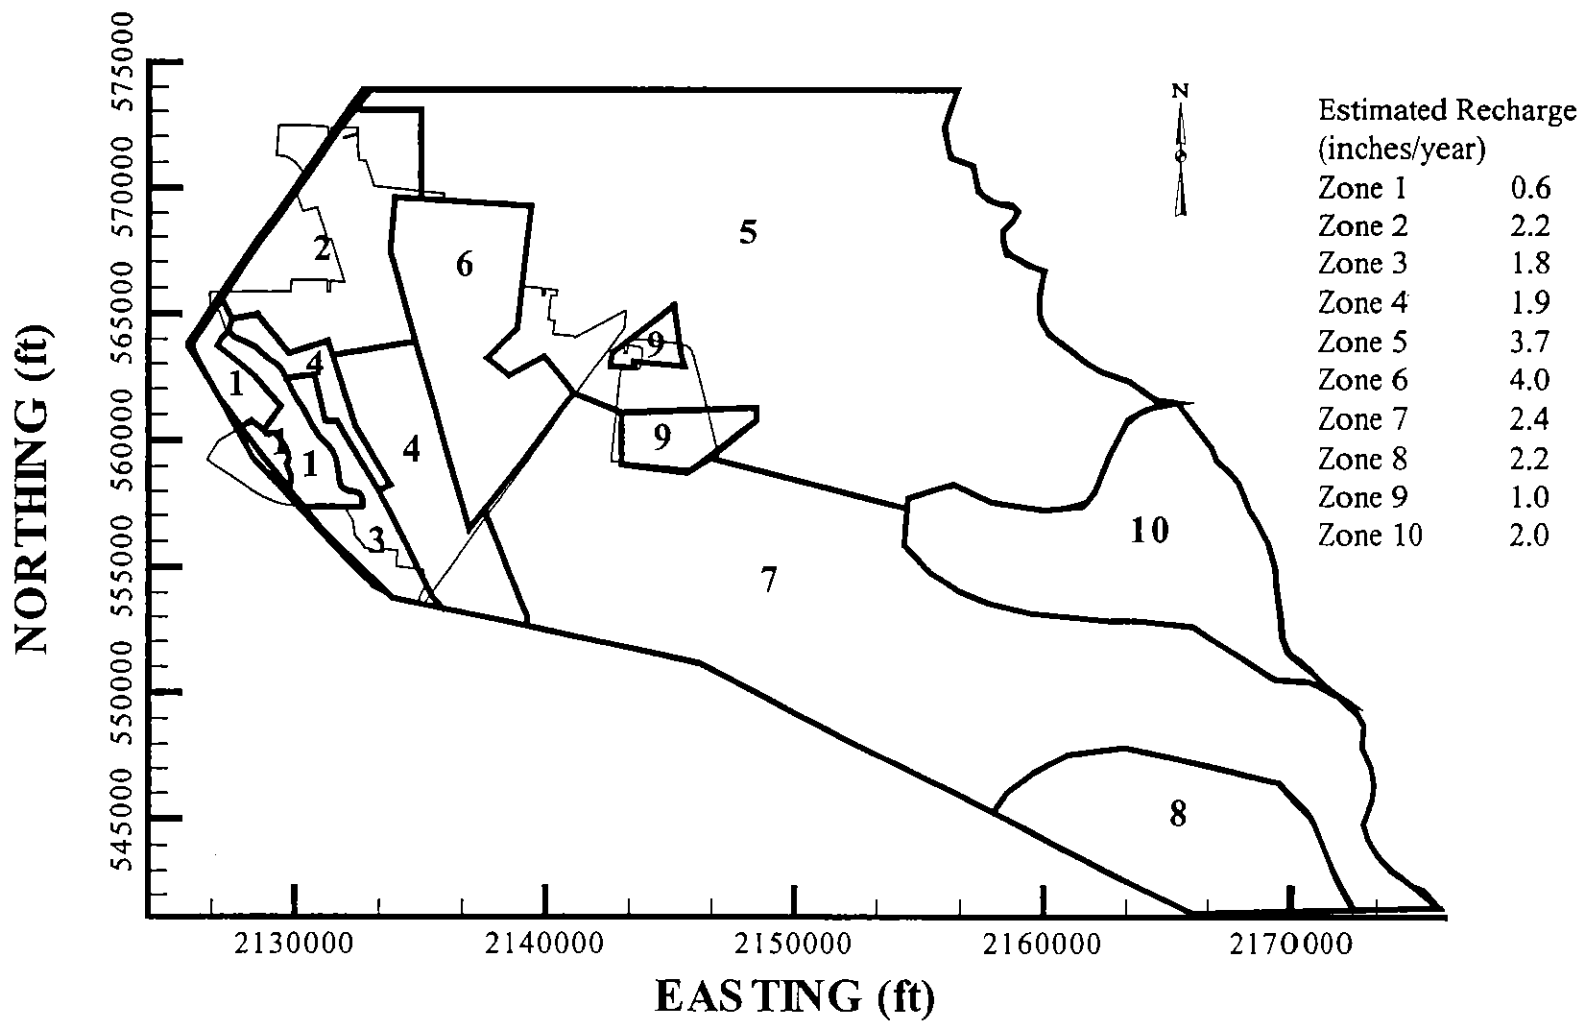 N
Estimated Recharge
(inches/year)
Zone 1 0.6
Zone 2 2.2
Zone 3 1.8
Zone 4 1.9
Zone 5 3.7
Zone 6 4.0
Zone 7 2.4
Zone 8 2.2
Zone 9 1.0
Zone 10 2.0
NORTHING (ft)
575000
570000
565000
560000
555000
550000
545000
5
2
6
9
4
1
9
4
1
1
10
3
7
8
2130000 2140000 2150000 2160000 2170000
EASTING (ft)